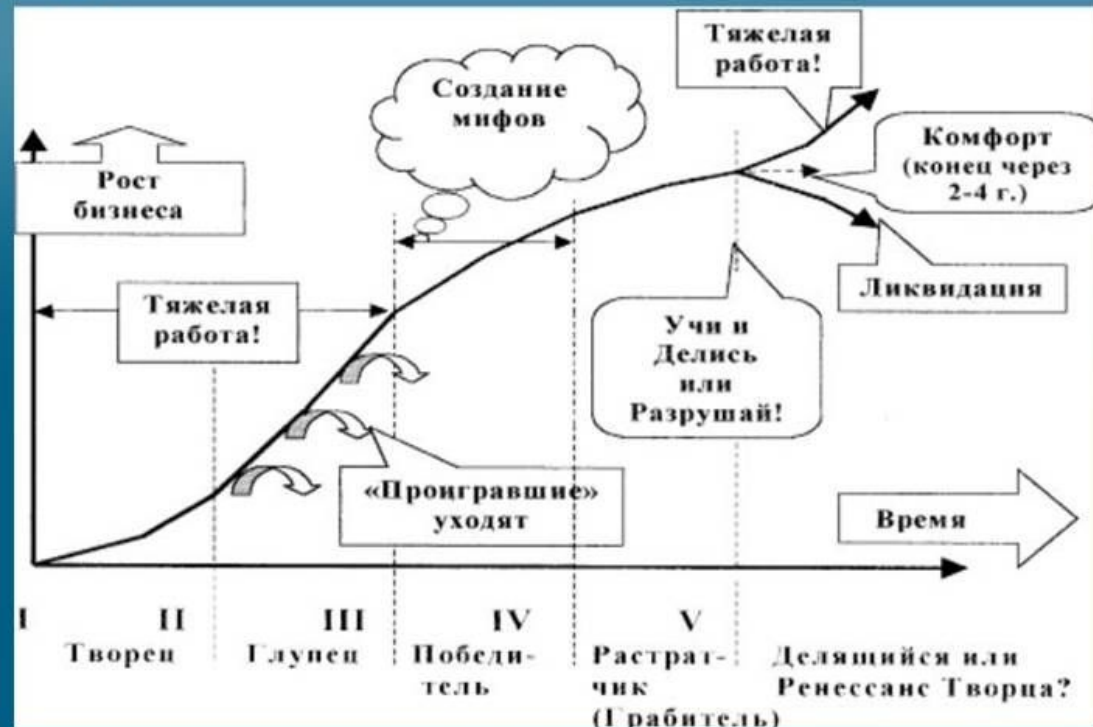 Тяжелая
работа!
Создание
мифов
Комфорт
(конец через
2-4 г.)
Рост
бизнеса
Ликвидация
Тяжелая
работа!
Учи и
Делись
или
Разрушай!
«Проигравшие»
уходят
Время
I II III IV V
Творец Глупец Победи- Растрат- Делящийся или
тель чик Ренессанс Творца?
(Грабитель)